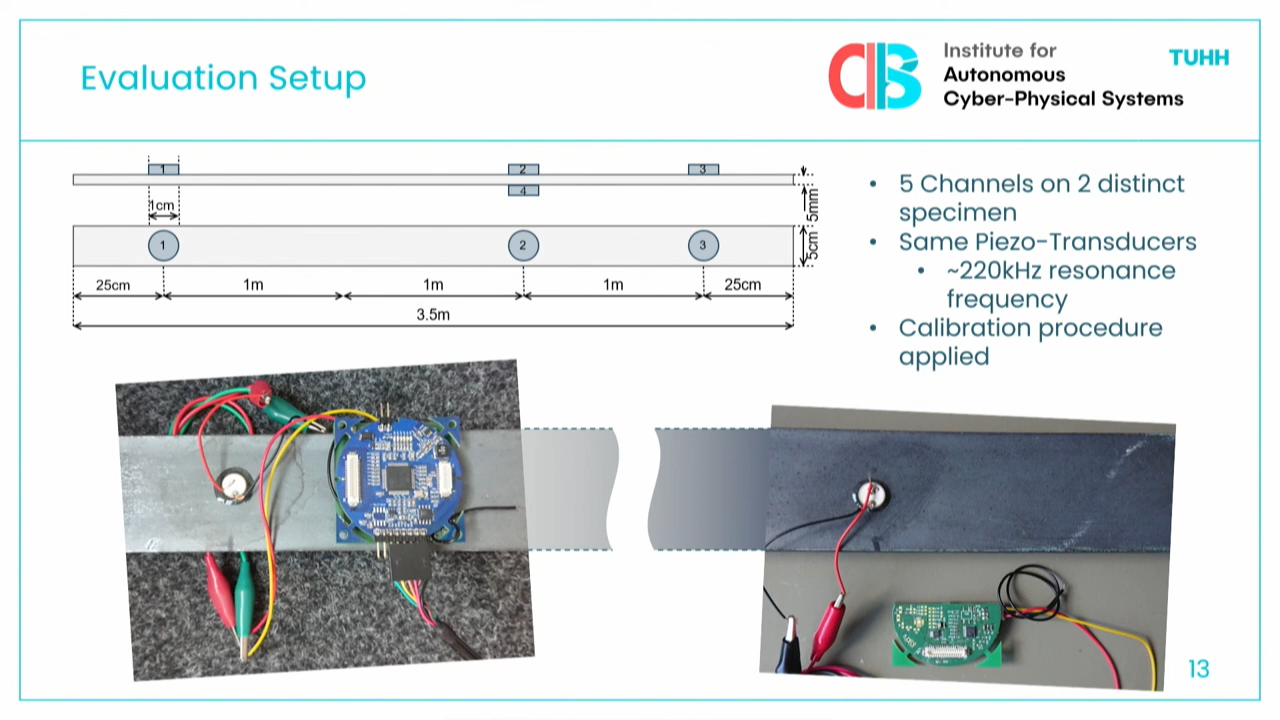 Evaluation Setup
Institute for
Autonomous
Cyber-Physical Systems
TUHH
1
2
3
4
1cm
5mm
1
2
3
5cm
25cm
1m
1m
1m
25cm
3.5m
• 5 Channels on 2 distinct
specimen
• Same Piezo-Transducers
• ~220kHz resonance
frequency
• Calibration procedure
applied
13